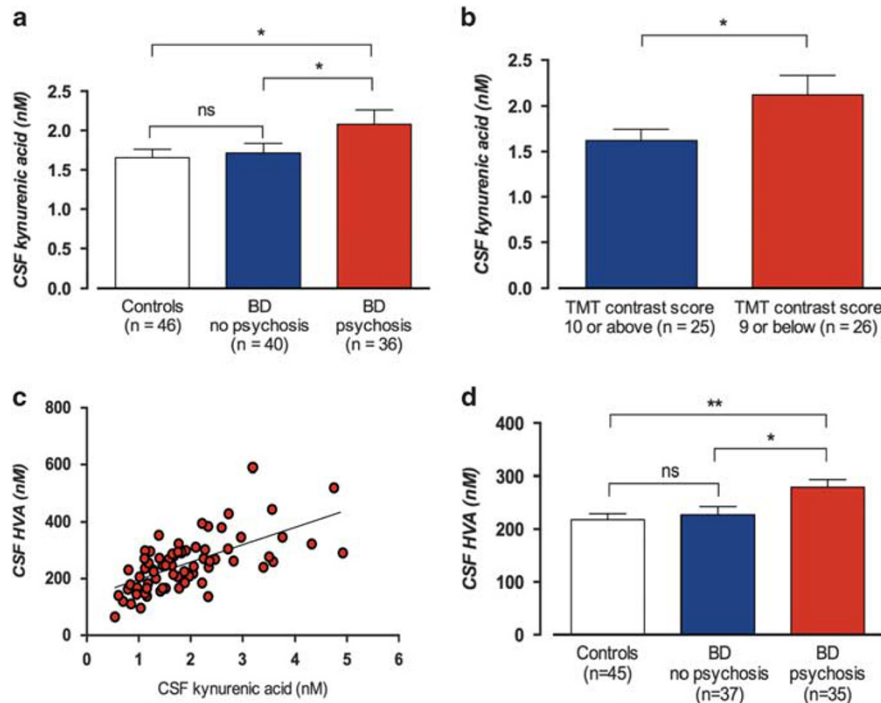 a
*
*
ns
CSF kynurenic acid (nM)
2.5
2.0
1.5
1.0
0.5
0.0
Controls
(n = 46)
BD
no psychosis
(n = 40)
BD
psychosis
(n = 36)
b
*
CSF kynurenic acid (nM)
2.5
2.0
1.5
1.0
0.5
0.0
TMT contrast score
10 or above (n = 25)
TMT contrast score
9 or below (n = 26)
c
CSF HVA (nM)
800
600
400
200
0
0 1 2 3 4 5 6
CSF kynurenic acid (nM)
d
**
*
ns
CSF HVA (nM)
400
300
200
100
0
Controls
(n=45)
BD
no psychosis
(n=37)
BD
psychosis
(n=35)